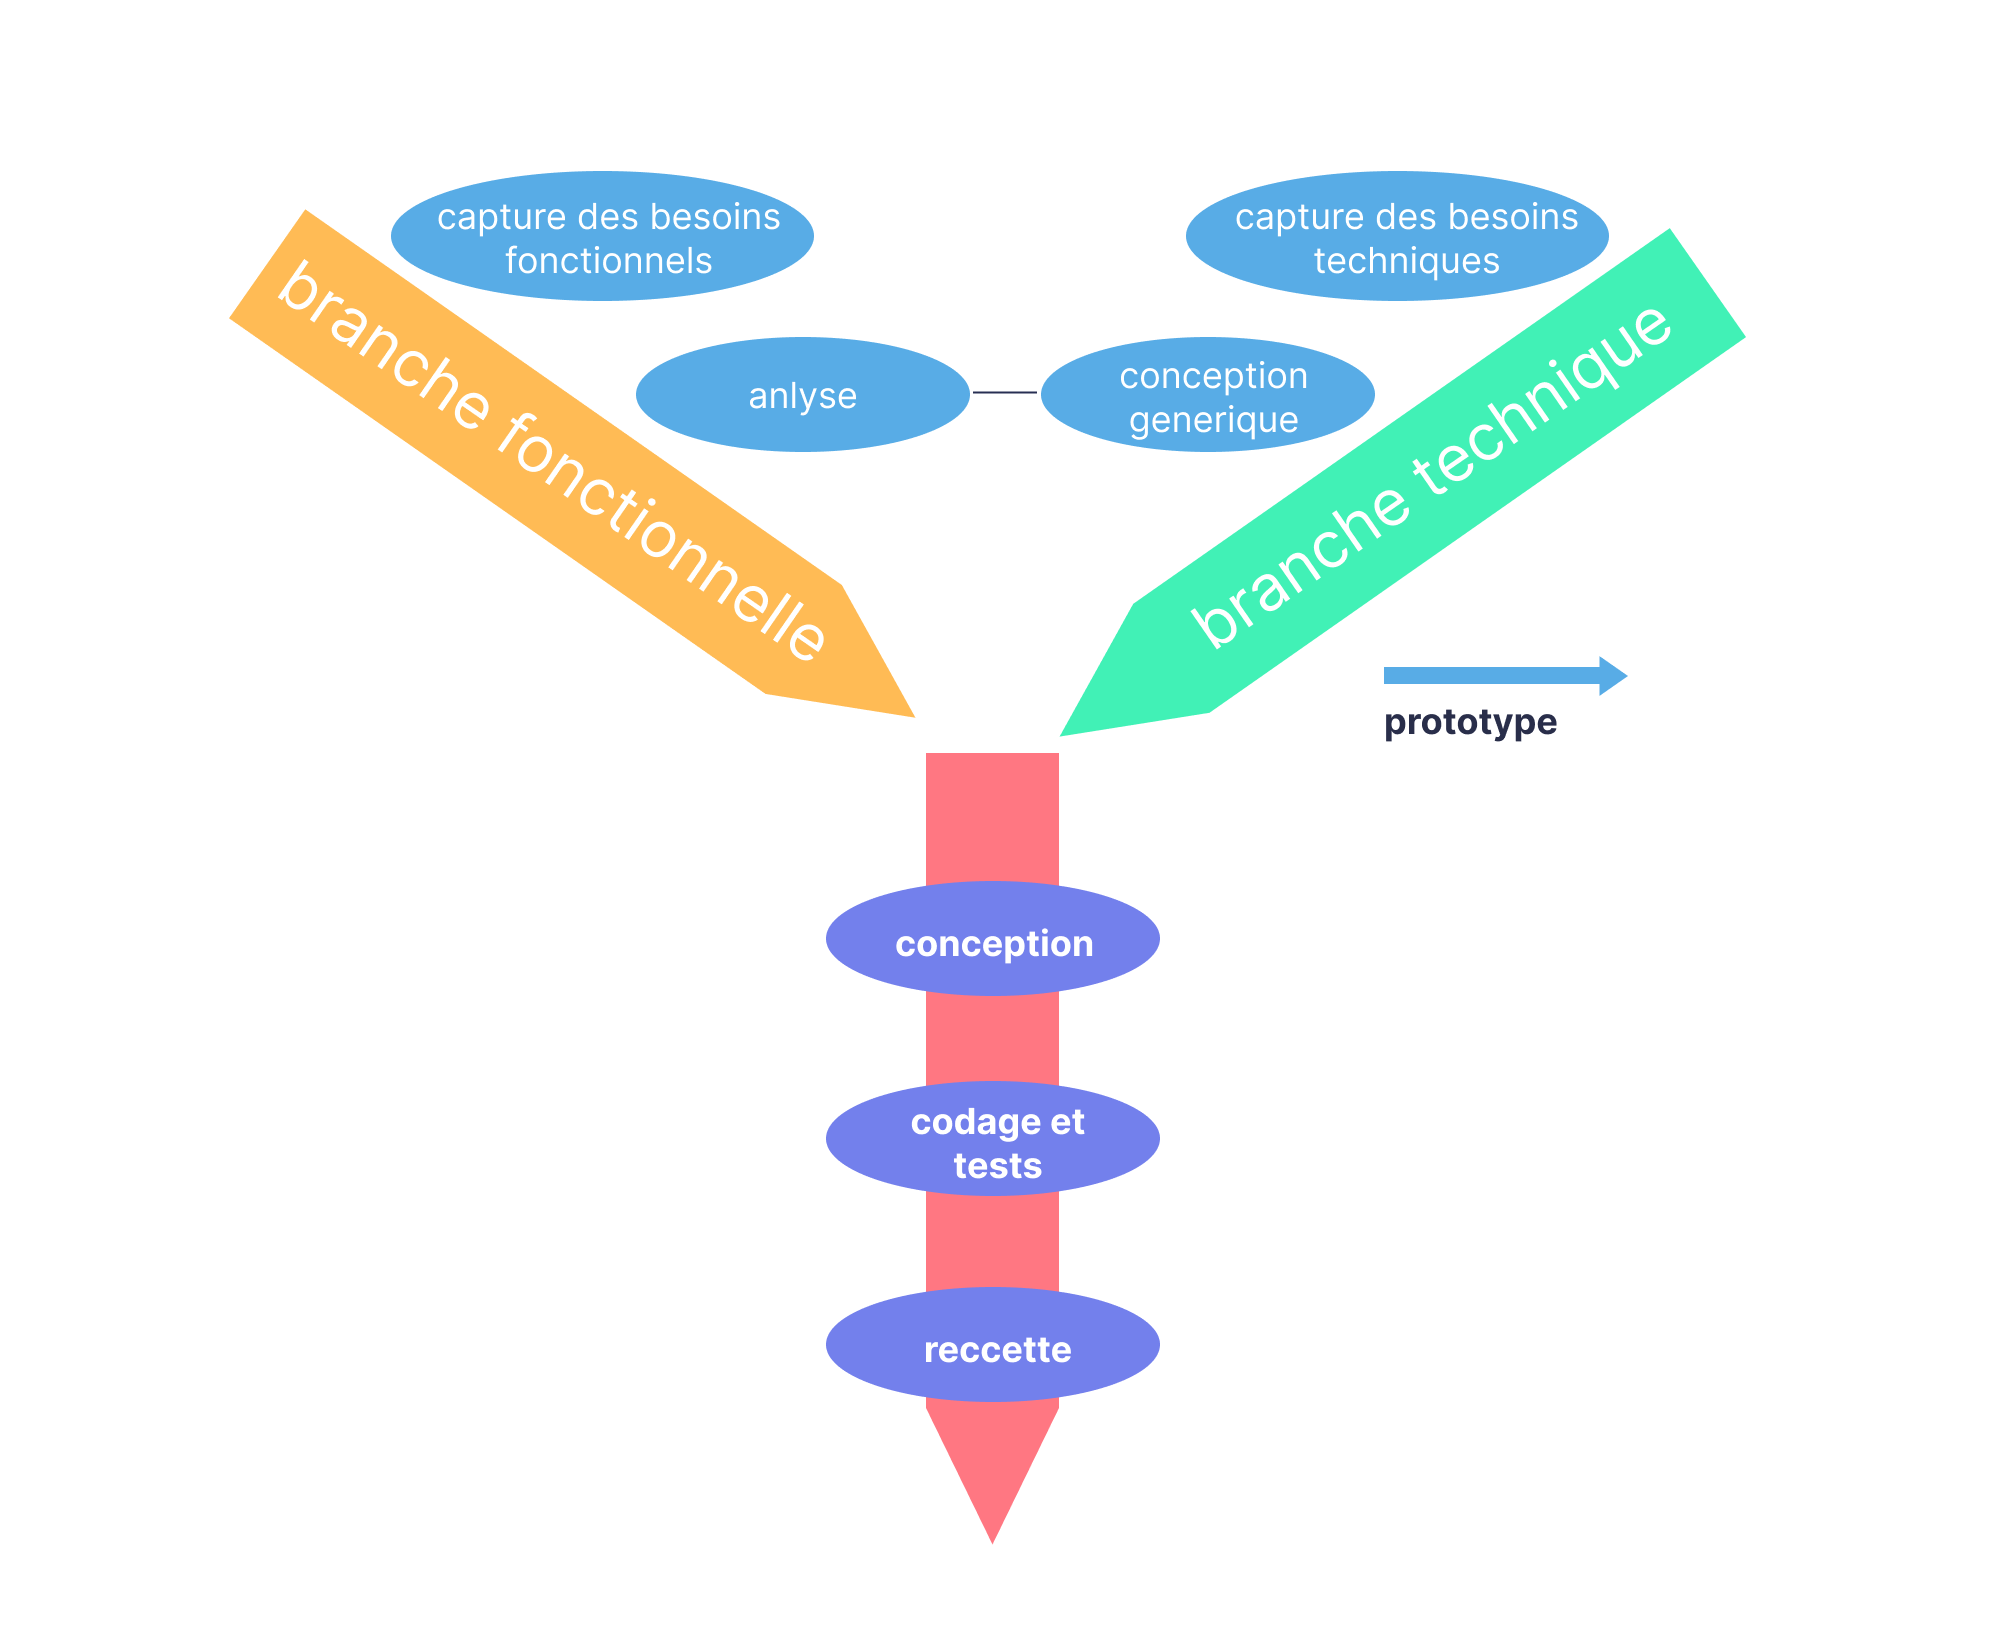 capture des besoins
fonctionnels
capture des besoins
techniques
branche fonctionnelle
anlyse
conception
generique
branche technique
prototype
conception
codage et
tests
reccette